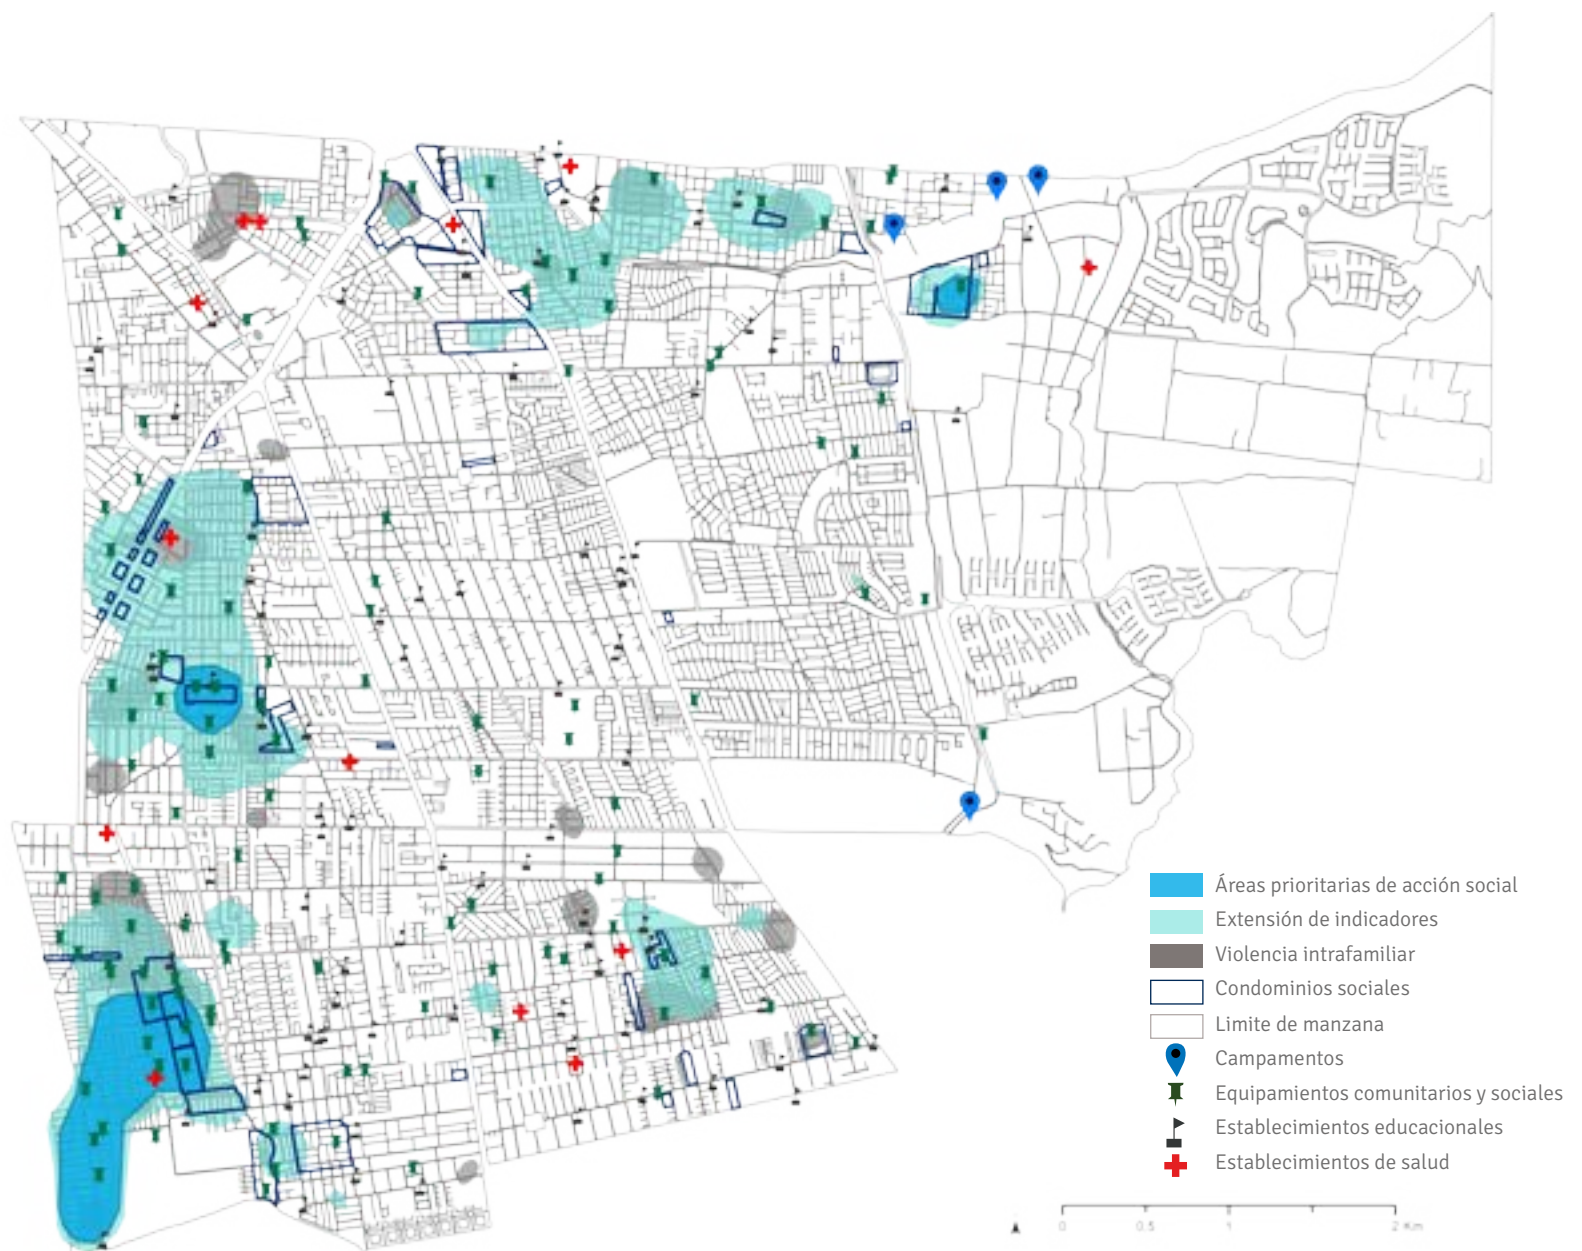 Áreas prioritarias de acción social
Extensión de indicadores
Violencia intrafamiliar
Condominios sociales
Limite de manzana
Campamentos
Equipamientos comunitarios y sociales
Establecimientos educacionales
Establecimientos de salud
0 0.5 1 2 Km